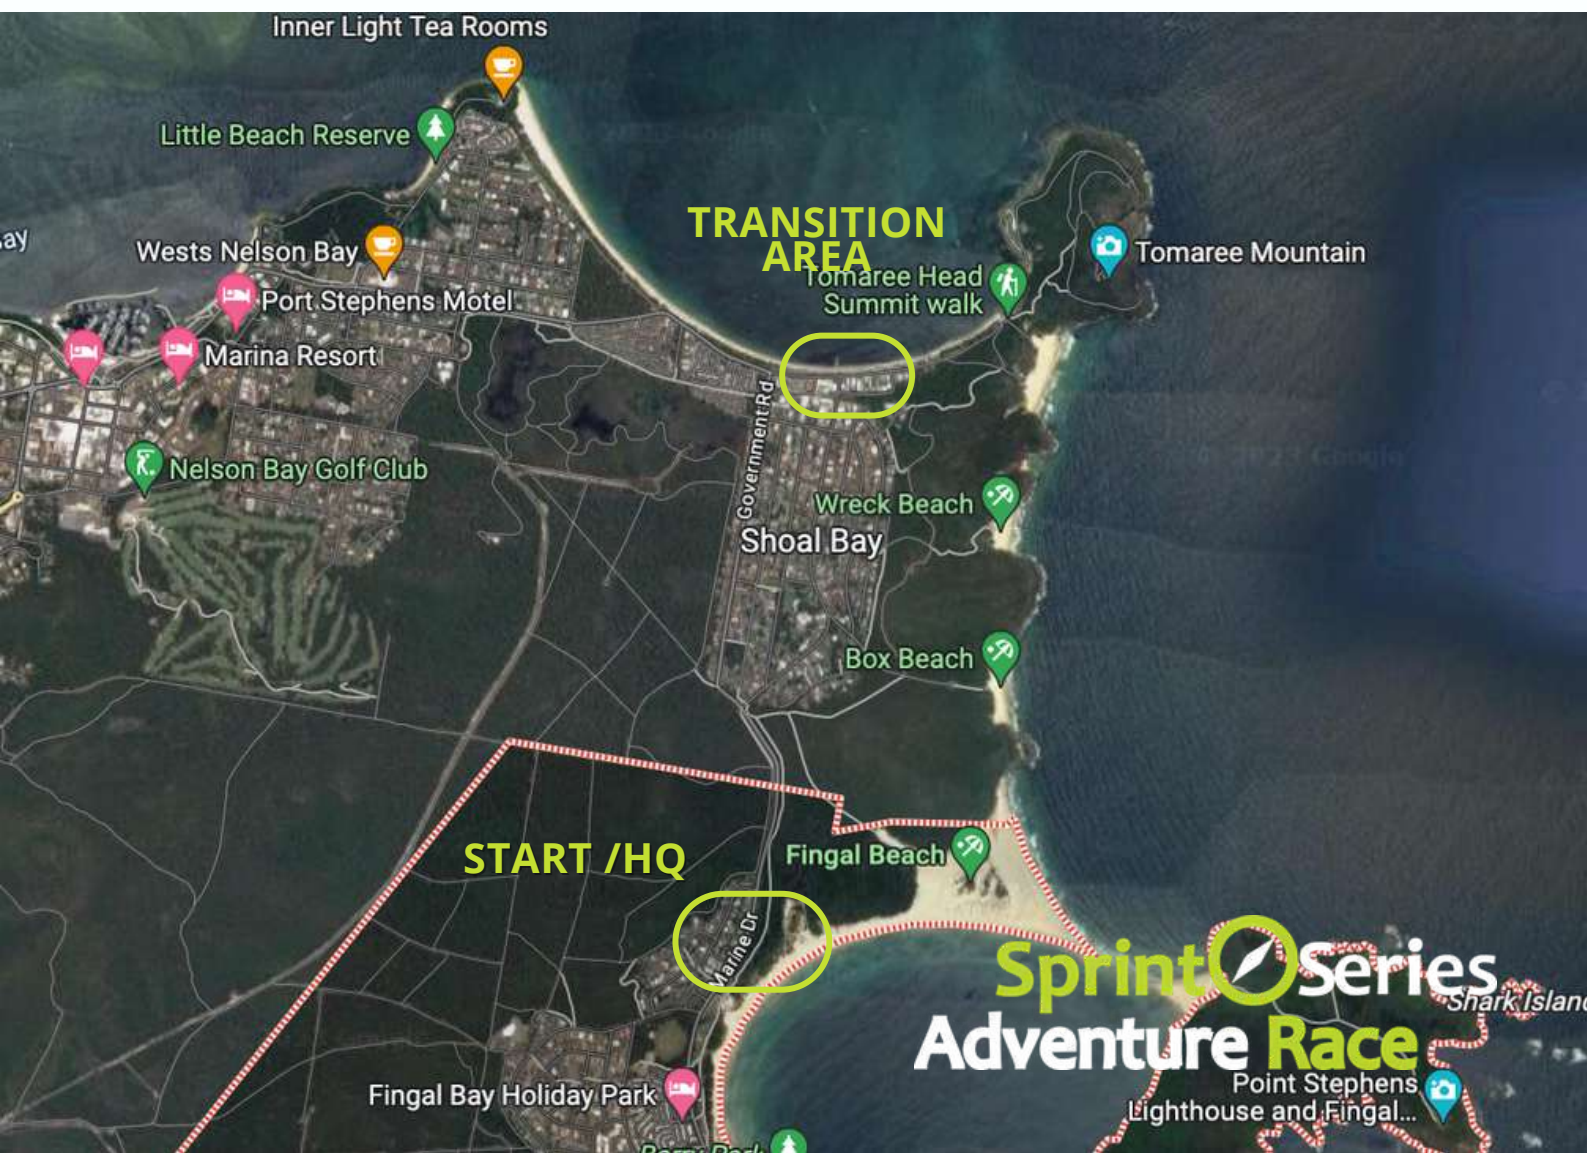 Inner Light Tea Rooms
Little Beach Reserve
TRANSITION
AREA
Wests Nelson Bay
Tomaree Mountain
Tomaree Head
Summit walk
Port Stephens Motel
Marina Resort
Government Rd
Nelson Bay Golf Club
Wreck Beach
Shoal Bay
Box Beach
START /HQ
Fingal Beach
Marine Dr
Sprint Series
Adventure Race
Shark Islan
Fingal Bay Holiday Park
Point Stephens
Lighthouse and Fingal...